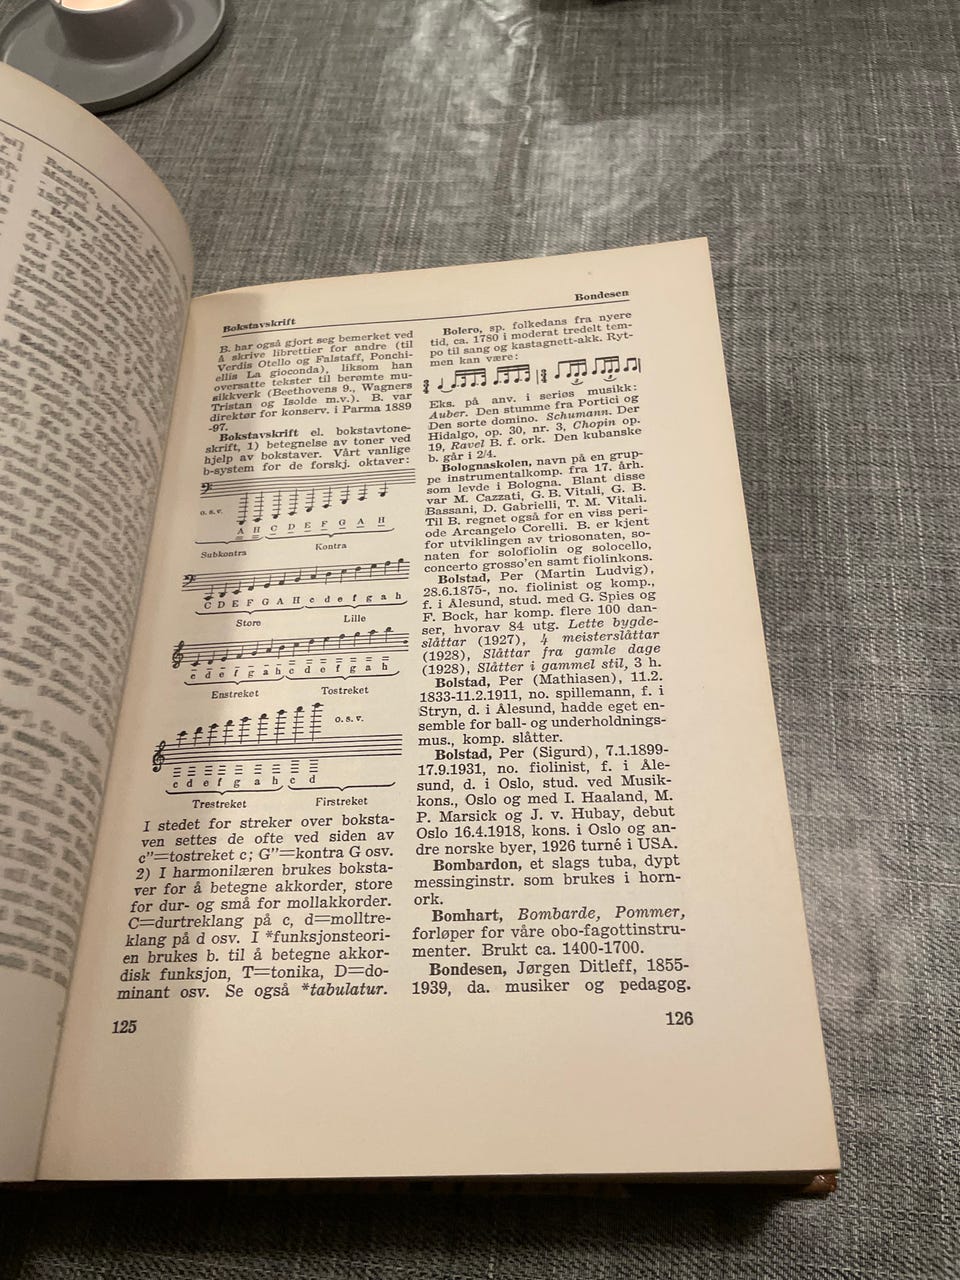 Bokstavskrift
B. har også gjort seg bemerket ved
å skrive librettier for andre (til
Verdis Otello og Falstaff, Ponchi-
ellis La gioconda), liksom han
oversatte tekster til berømte mu-
sikkverk (Beethovens 9., Wagners
Tristan og Isolde m.v.). B. var
direktør for konserv. i Parma 1889
-97.
Bokstavskrift el. bokstavtone-
skrift, 1) betegnelse av toner ved
hjelp av bokstaver. Vårt vanlige
b-system for de forskj. oktaver:
o. s. v.
A H C D E F G A H
Subkontra Kontra
C D E F G A H c d e f g a h
Store Lille
c d e f g a h c d e f g a h
Enstreket Tostreket
o. s. v.
c d e f g a h c d
Trestreket Firstreket
I stedet for streker over boksta-
ven settes de ofte ved siden av
c''=tostreket c; G''=kontra G osv.
2) I harmonilæren brukes boksta-
ver for å betegne akkorder, store
for dur- og små for mollakkorder.
C=durtreklang på c, d=molltre-
klang på d osv. I *funksjonsteori-
en brukes b. til å betegne akkor-
disk funksjon, T=tonika, D=do-
minant osv. Se også *tabulatur.
125
Bondesen
Bolero, sp. folkedans fra nyere
tid, ca. 1780 i moderat tredelt tem-
po til sang og kastagnett-akk. Ryt-
men kan være:
Eks. på anv. i seriøs musikk:
Auber. Den stumme fra Portici og
Den sorte domino. Schumann. Der
Hidalgo, op. 30, nr. 3, Chopin op.
19, Ravel B. f. ork. Den kubanske
b. går i 2/4.
Bolognaskolen, navn på en grup-
pe instrumentalkomp. fra 17. årh.
som levde i Bologna. Blant disse
var M. Cazzati, G. B. Vitali, G. B.
Bassani, D. Gabrielli, T. M. Vitali.
Til B. regnet også for en viss peri-
ode Arcangelo Corelli. B. er kjent
for utviklingen av triosonaten, so-
naten for solofiolin og solocello,
concerto grosso'en samt fiolinkons.
Bolstad, Per (Martin Ludvig),
28.6.1875-, no. fiolinist og komp.,
f. i Ålesund, stud. med G. Spies og
F. Bock, har komp. flere 100 dan-
ser, hvorav 84 utg. Lette bygde-
slåttar (1927), 4 meisterslåttar
(1928), Slåttar fra gamle dage
(1928), Slåtter i gammel stil, 3 h.
Bolstad, Per (Mathiasen), 11.2.
1833-11.2.1911, no. spillemann, f. i
Stryn, d. i Ålesund, hadde eget en-
semble for ball- og underholdnings-
mus., komp. slåtter.
Bolstad, Per (Sigurd), 7.1.1899-
17.9.1931, no. fiolinist, f. i Åle-
sund, d. i Oslo, stud. ved Musik-
kons., Oslo og med I. Haaland, M.
P. Marsick og J. v. Hubay, debut
Oslo 16.4.1918, kons. i Oslo og an-
dre norske byer, 1926 turné i USA.
Bombardon, et slags tuba, dypt
messinginstr. som brukes i horn-
ork.
Bomhart, Bombarde, Pommer,
forløper for våre obo-fagottinstru-
menter. Brukt ca. 1400-1700.
Bondesen, Jørgen Ditleff, 1855-
1939, da. musiker og pedagog.
126